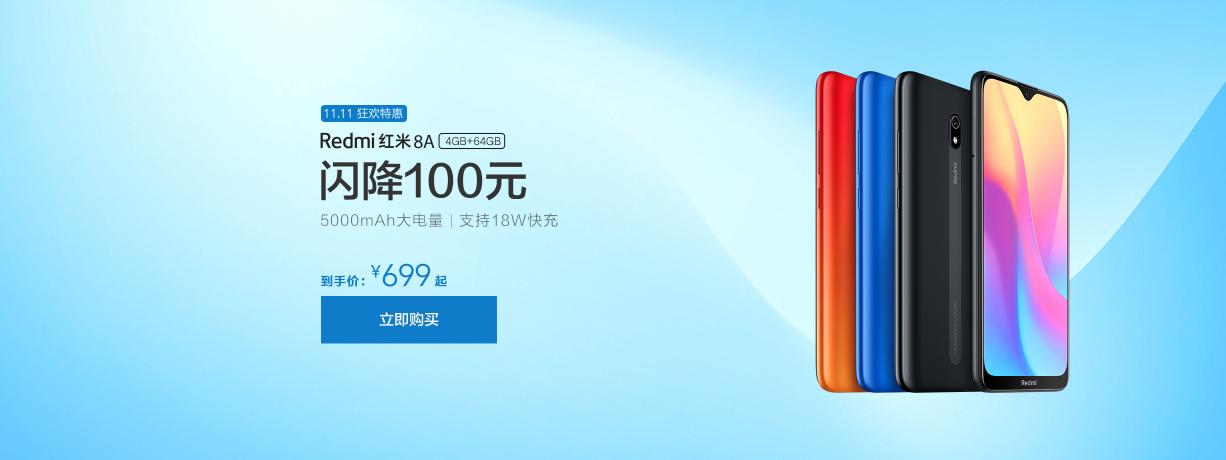 11.11 狂欢特惠
Redmi 红米 8A 4GB+64GB
闪降100元
5000mAh大电量｜支持18W快充
到手价：¥699 起
立即购买
Redmi
Redmi